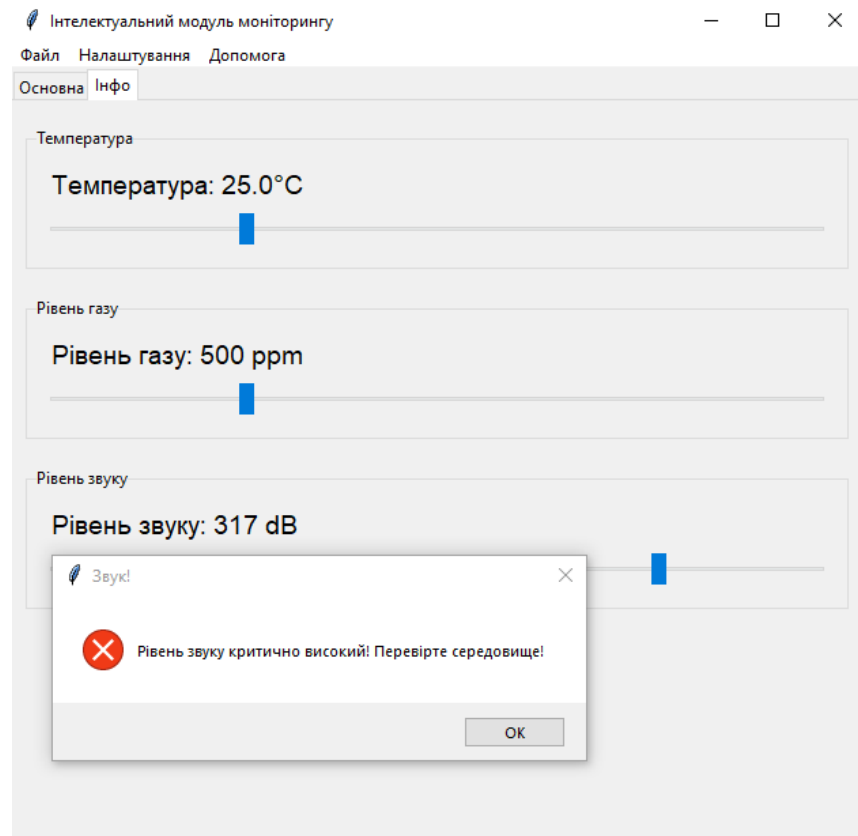 Інтелектуальний модуль моніторингу
Файл Налаштування Допомога
Основна Інфо
Температура
Температура: 25.0°C
Рівень газу
Рівень газу: 500 ppm
Рівень звуку
Рівень звуку: 317 dB
Звук!
Рівень звуку критично високий! Перевірте середовище!
OK